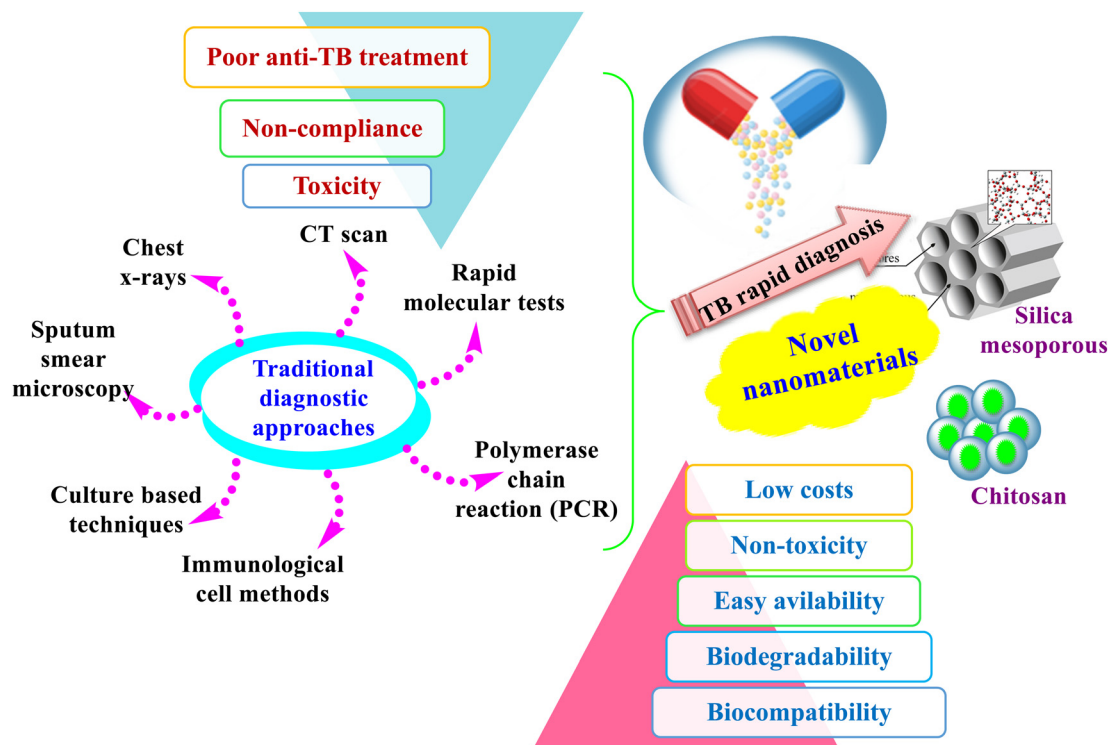 Poor anti-TB treatment
Non-compliance
Toxicity
CT scan
Chest
x-rays
Rapid
molecular tests
Sputum
smear
microscopy
Traditional
diagnostic
approaches
Culture based
techniques
Immunological
cell methods
Polymerase
chain
reaction (PCR)
TB rapid diagnosis
Novel
nanomaterials
Silica
mesoporous
Chitosan
Low costs
Non-toxicity
Easy avilability
Biodegradability
Biocompatibility